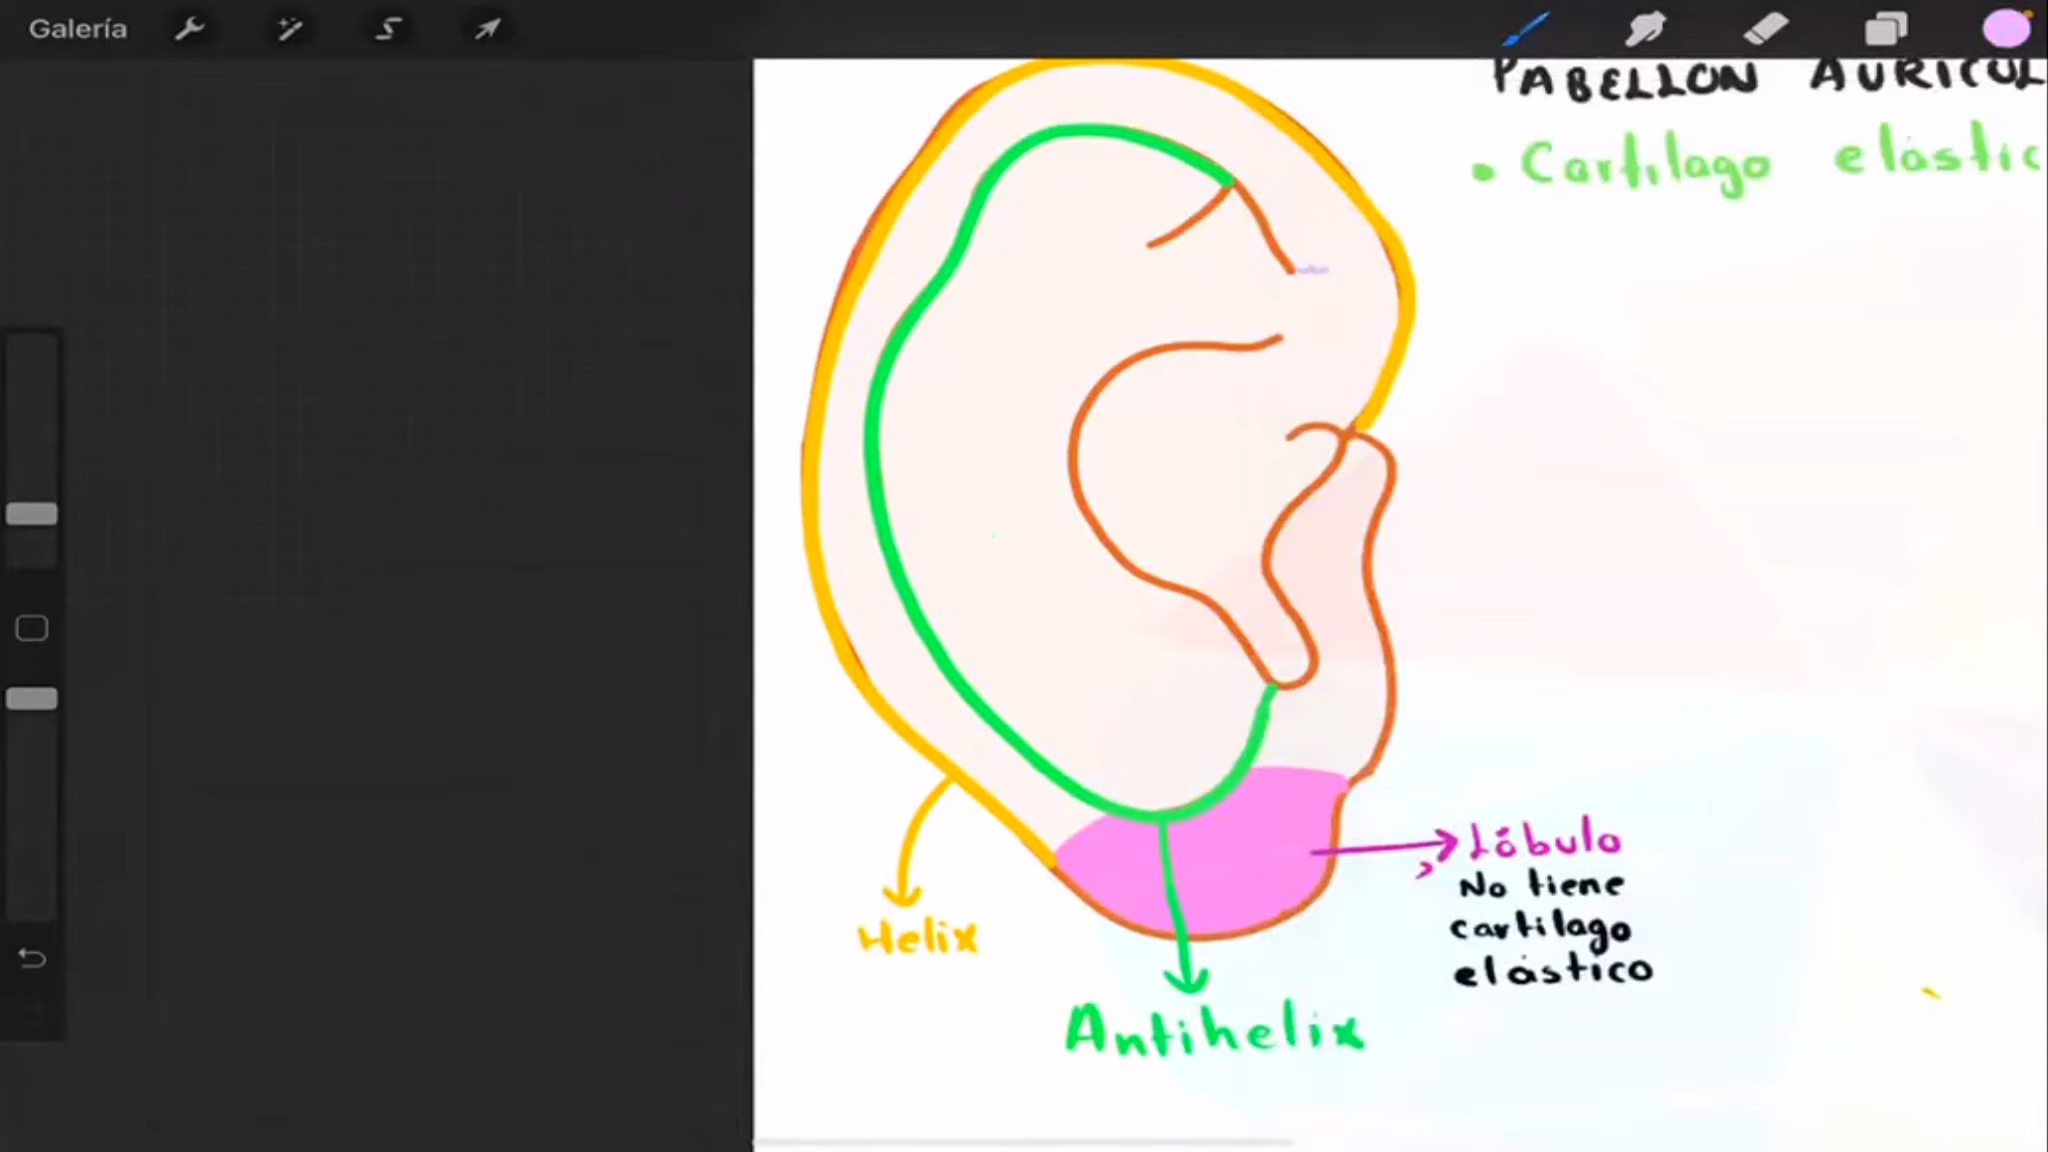 Galería
PABELLON AURICUL
• Cartilago elástic
Lóbulo
No tiene
cartilago
elástico
Helix
Antihelix